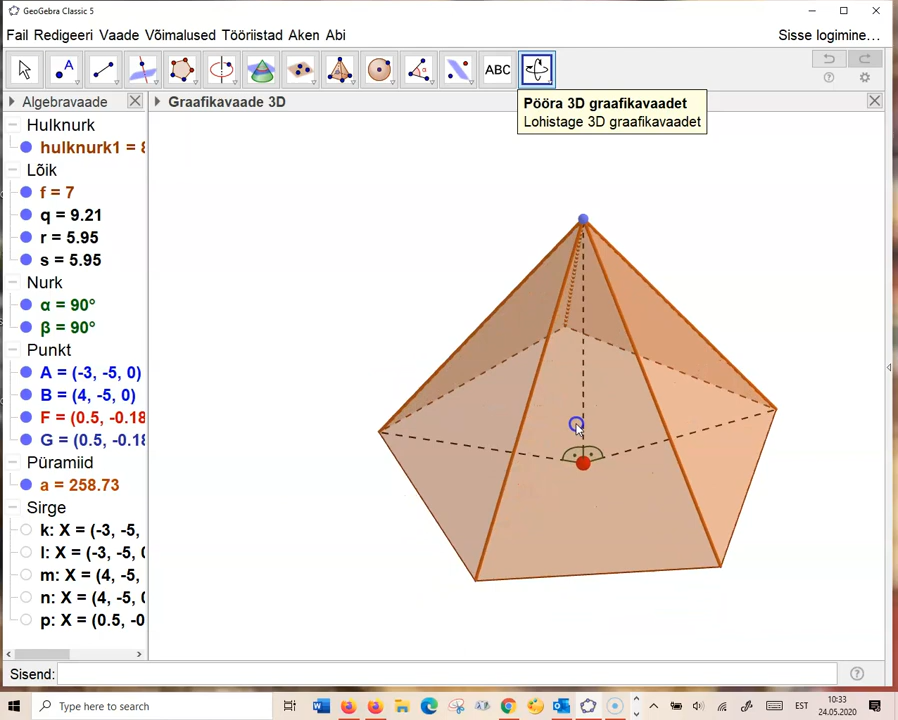 GeoGebra Classic 5
Fail Redigeeri Vaade Võimalused Tööriistad Aken Abi
Sisse logimine...
ABC
Algebravaade
Graafikavaade 3D
Pööra 3D graafikavaadet
Lohistage 3D graafikavaadet
Hulknurk
hulknurk1 = 8
Lõik
f = 7
q = 9.21
r = 5.95
s = 5.95
Nurk
α = 90°
β = 90°
Punkt
A = (-3, -5, 0)
B = (4, -5, 0)
F = (0.5, -0.18
G = (0.5, -0.18
Püramiid
a = 258.73
Sirge
k: X = (-3, -5,
l: X = (-3, -5, 0
m: X = (4, -5,
n: X = (4, -5, 0
p: X = (0.5, -0
Sisend:
Type here to search
EST
10:33
24.05.2020